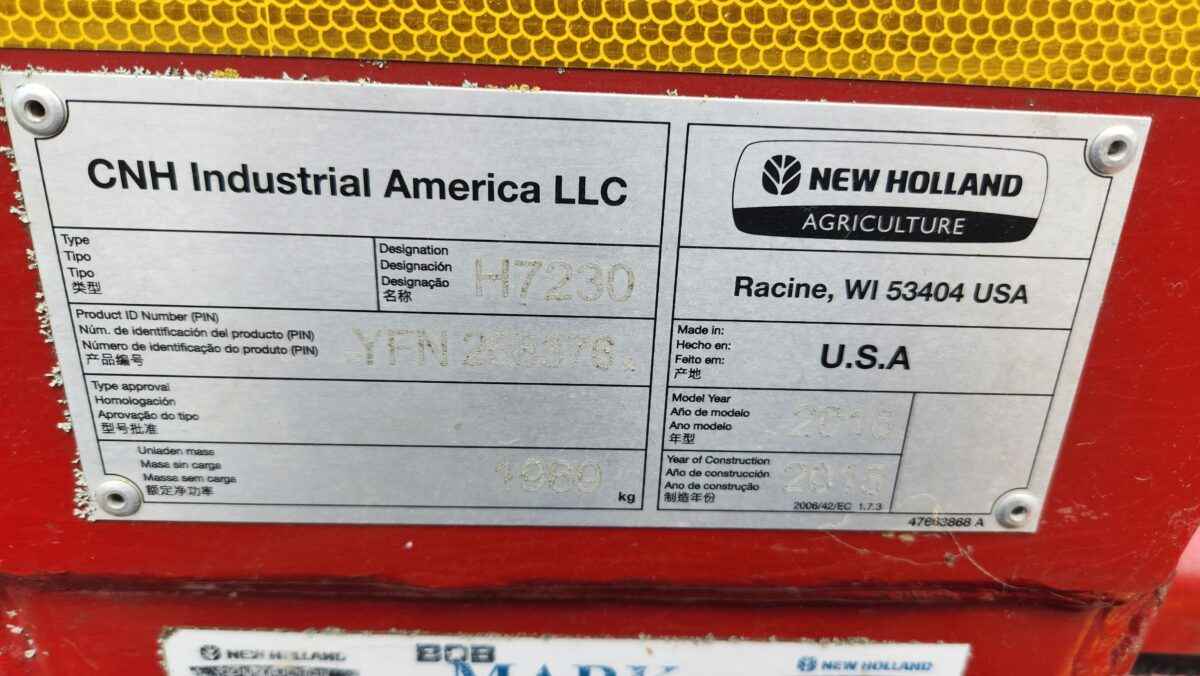 CNH Industrial America LLC
NEW HOLLAND
AGRICULTURE
Type
Tipo
Tipo
类型
Designation
Designación
Designação
名称
H7230
Racine, WI 53404 USA
Product ID Number (PIN)
Núm. de identificación del producto (PIN)
Número de identificação do produto (PIN)
产品编号
Made in:
Hecho en:
Feito em:
产地
U.S.A
Type approval
Homologación
Aprovação do tipo
型号批准
Model Year
Año de modelo
Ano modelo
年型
Unladen mass
Masa sin carga
Massa sem carga
额定净功率
kg
Year of Construction
Año de construcción
Ano de construção
制造年份
2006/42/EC 1.7.3
47663868 A
NEW HOLLAND
BOB
MARK
NEW HOLLAND